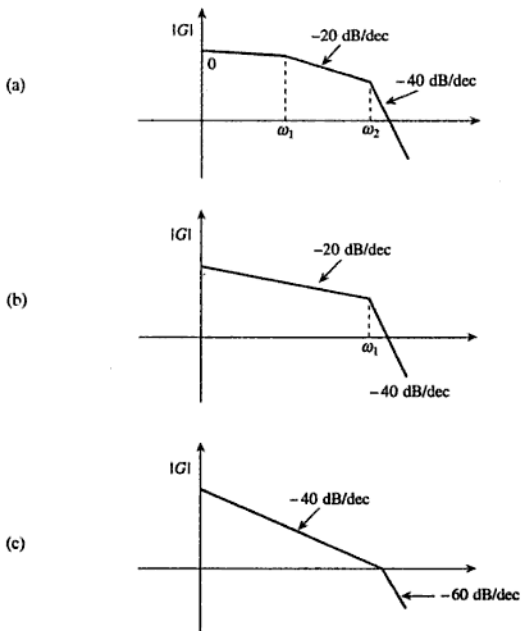 (a)
|G|
0
−20 dB/dec
−40 dB/dec
ω₁
ω₂
(b)
|G|
−20 dB/dec
ω₁
−40 dB/dec
(c)
|G|
−40 dB/dec
−60 dB/dec